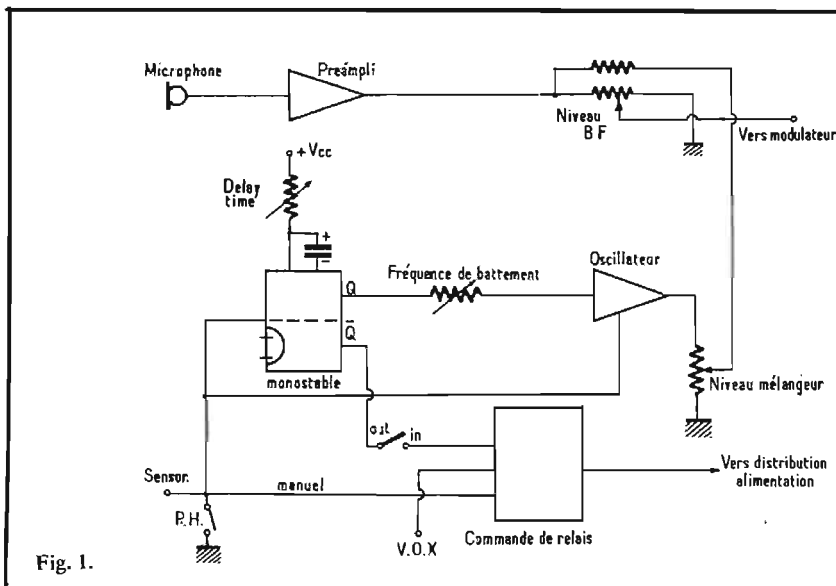 Microphone
Préampli
Niveau
B F
Vers modulateur
+ Vcc
Delay
time
+
−
Fréquence de battement
Oscillateur
Q
Q̄
monostable
Niveau mélangeur
out
in
Sensor.
manuel
Vers distribution
alimentation
P.H.
V.O.X
Commande de relais
Fig. 1.